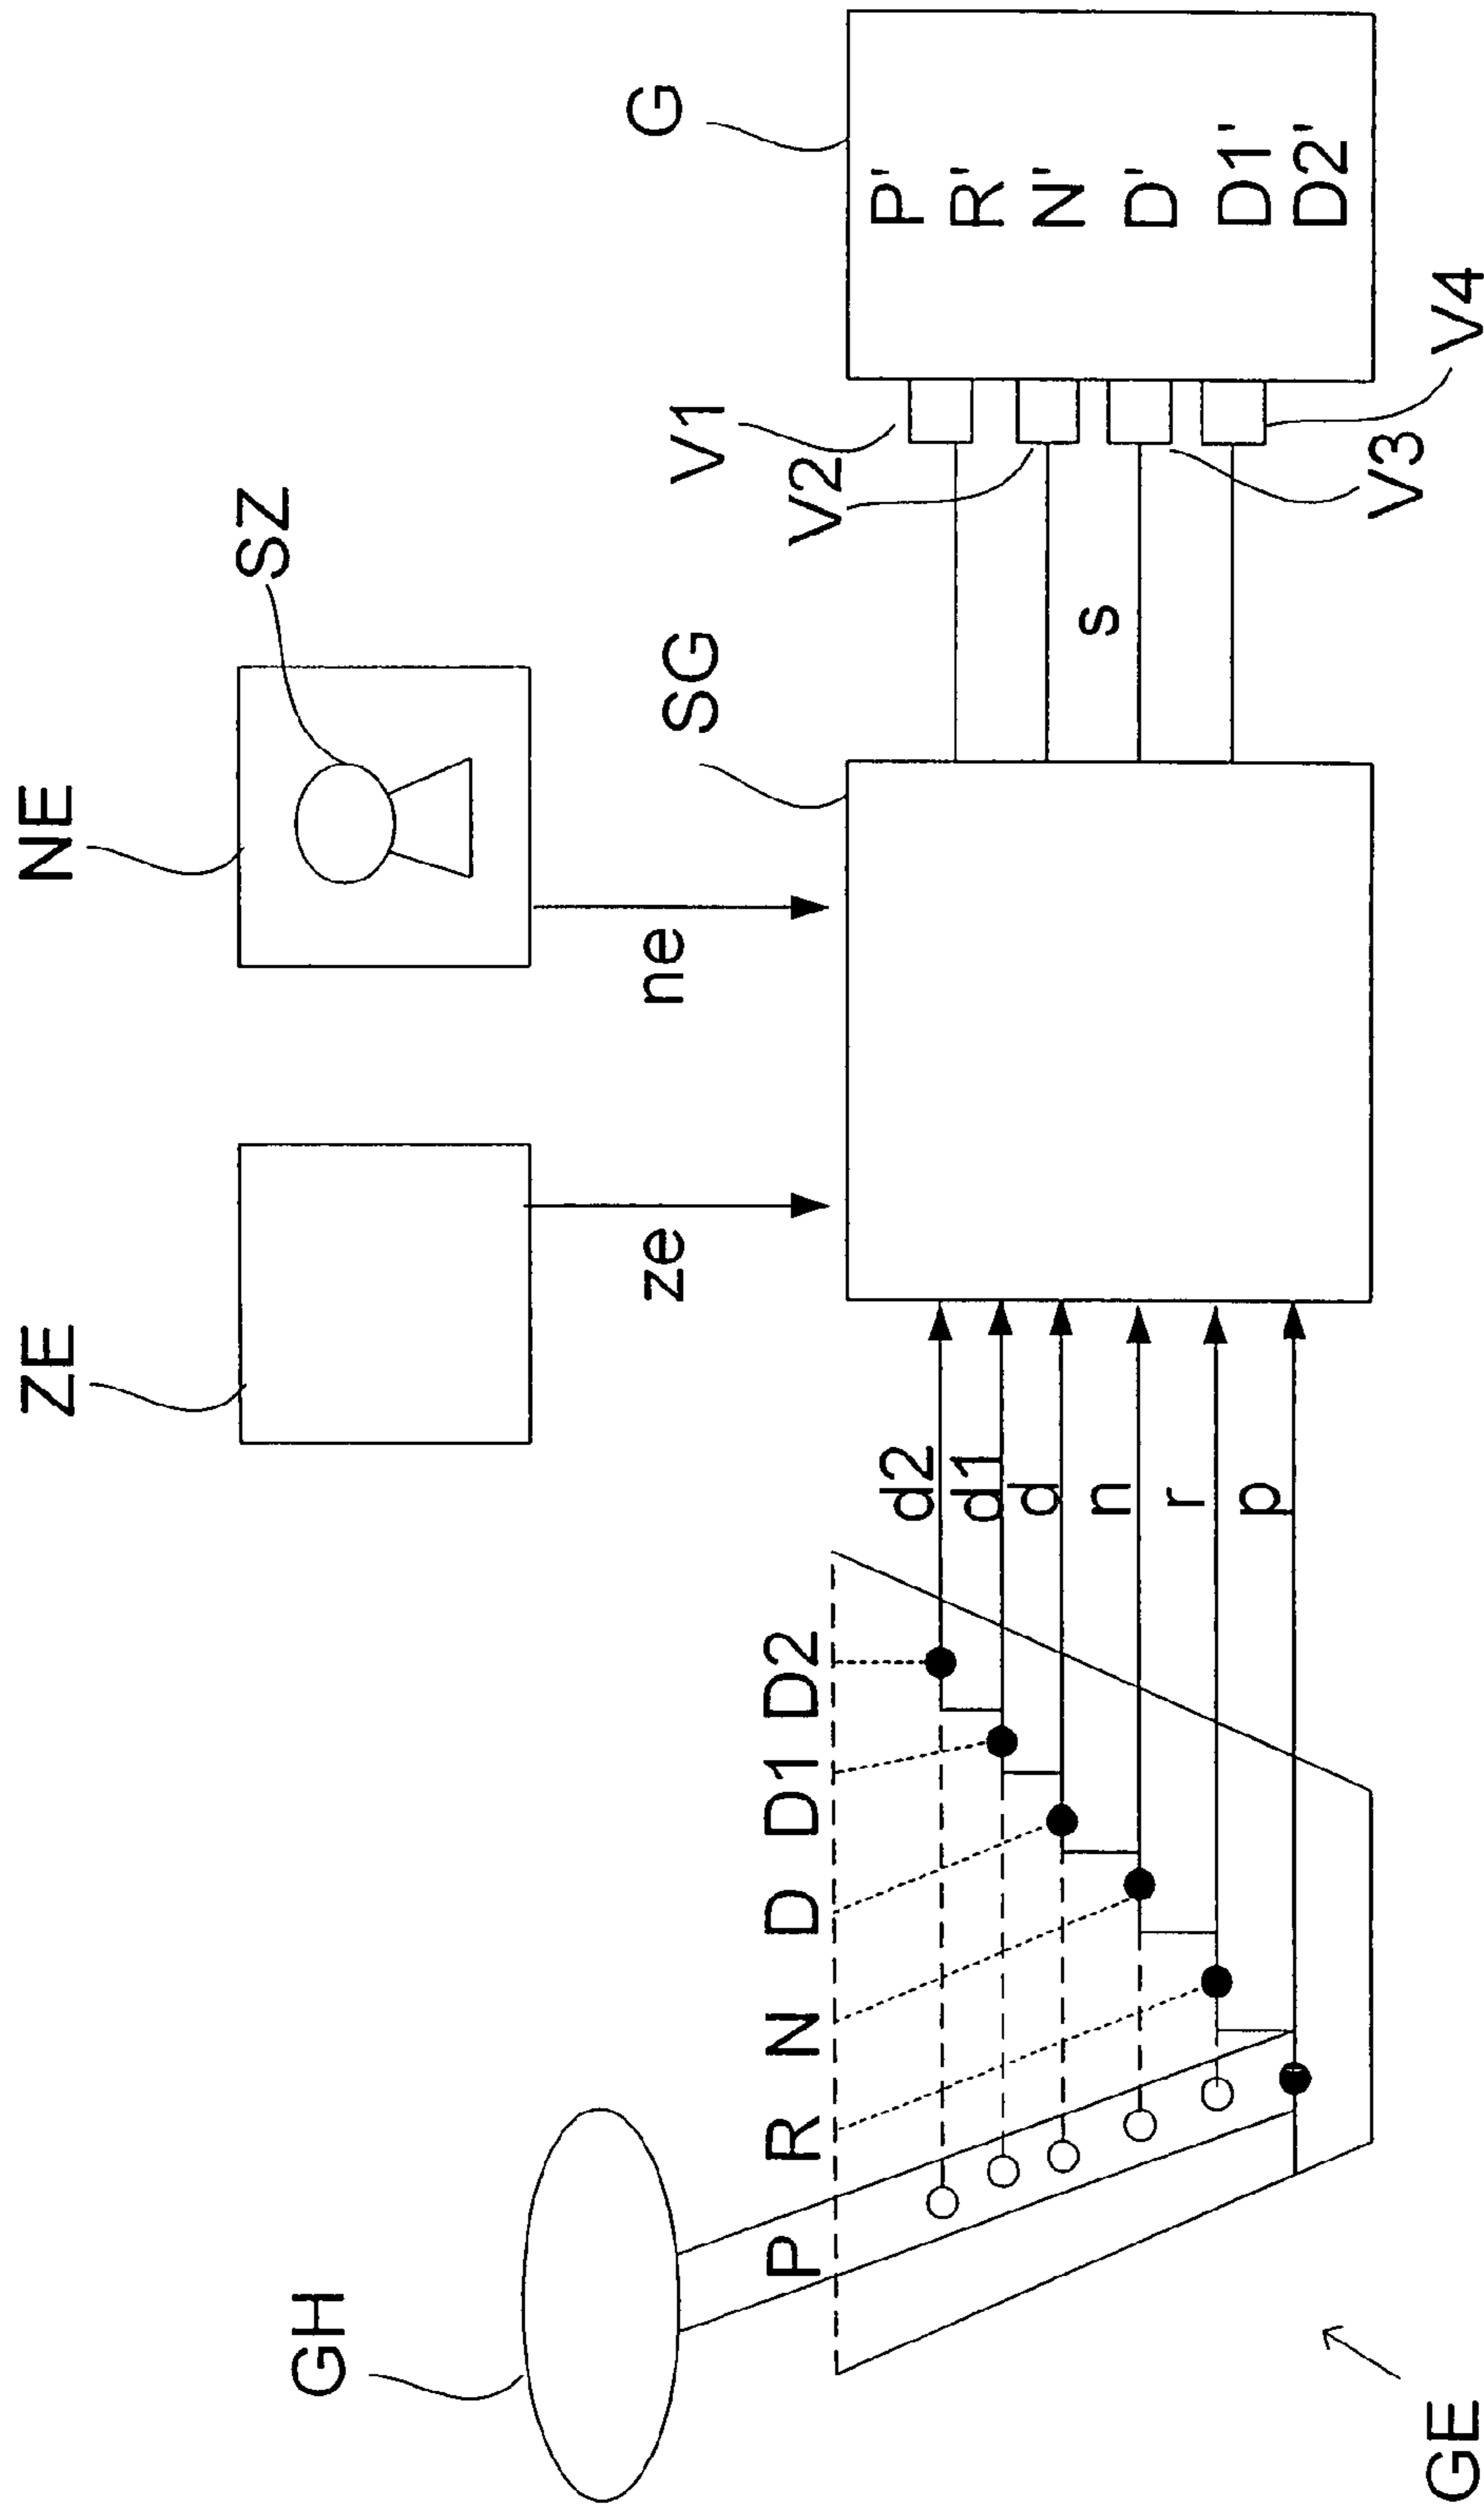 GH
ZE
NE
SZ
G
ze
ne
SG
V1
V2
V3
V4
s
P'
R'
N'
D'
D1'
D2'
P R N D D1 D2
d2
d1
d
n
r
p
GE